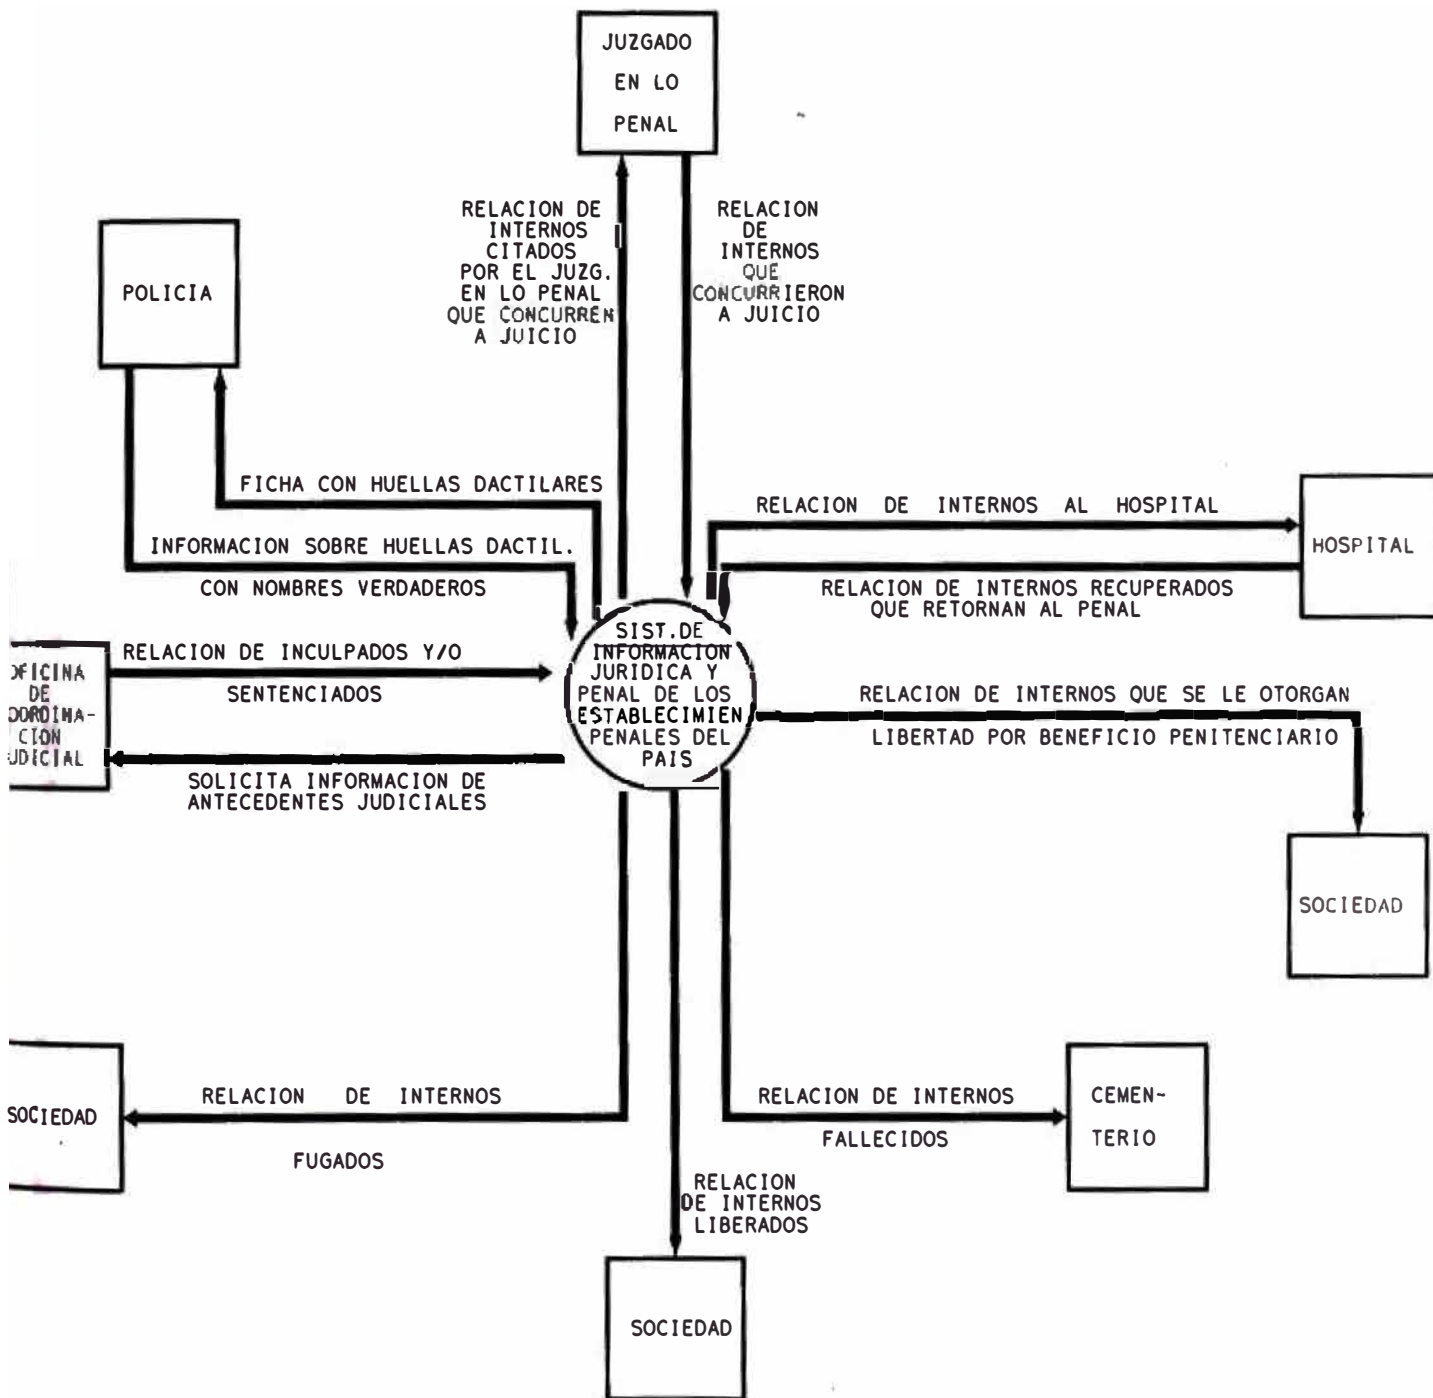 JUZGADO
EN LO
PENAL
RELACION DE
INTERNOS
CITADOS
POR EL JUZG.
EN LO PENAL
QUE CONCURREN
A JUICIO
RELACION
DE
INTERNOS
QUE
CONCURRIERON
A JUICIO
POLICIA
FICHA CON HUELLAS DACTILARES
INFORMACION SOBRE HUELLAS DACTIL.
CON NOMBRES VERDADEROS
RELACION DE INTERNOS AL HOSPITAL
HOSPITAL
RELACION DE INTERNOS RECUPERADOS
QUE RETORNAN AL PENAL
OFICINA
DE
OORDINA-
CION
UDICIAL
RELACION DE INCULPADOS Y/O
SENTENCIADOS
SOLICITA INFORMACION DE
ANTECEDENTES JUDICIALES
SIST.DE
INFORMACION
JURIDICA Y
PENAL DE LOS
ESTABLECIMIEN
PENALES DEL
PAIS
RELACION DE INTERNOS QUE SE LE OTORGAN
LIBERTAD POR BENEFICIO PENITENCIARIO
SOCIEDAD
SOCIEDAD
RELACION DE INTERNOS
FUGADOS
RELACION DE INTERNOS
FALLECIDOS
CEMEN-
TERIO
RELACION
DE INTERNOS
LIBERADOS
SOCIEDAD